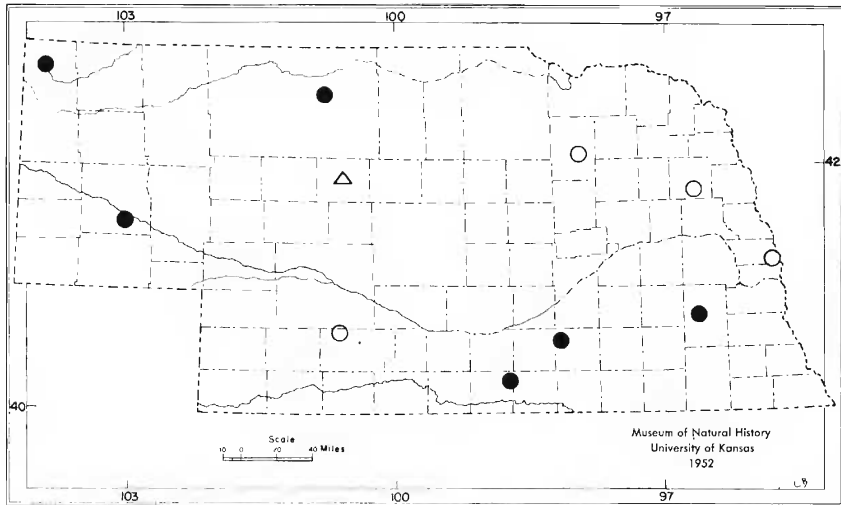 103 100 97
42
40
Scale
10 0 20 40 Miles
Museum of Natural History
University of Kansas
1952
103 100 97